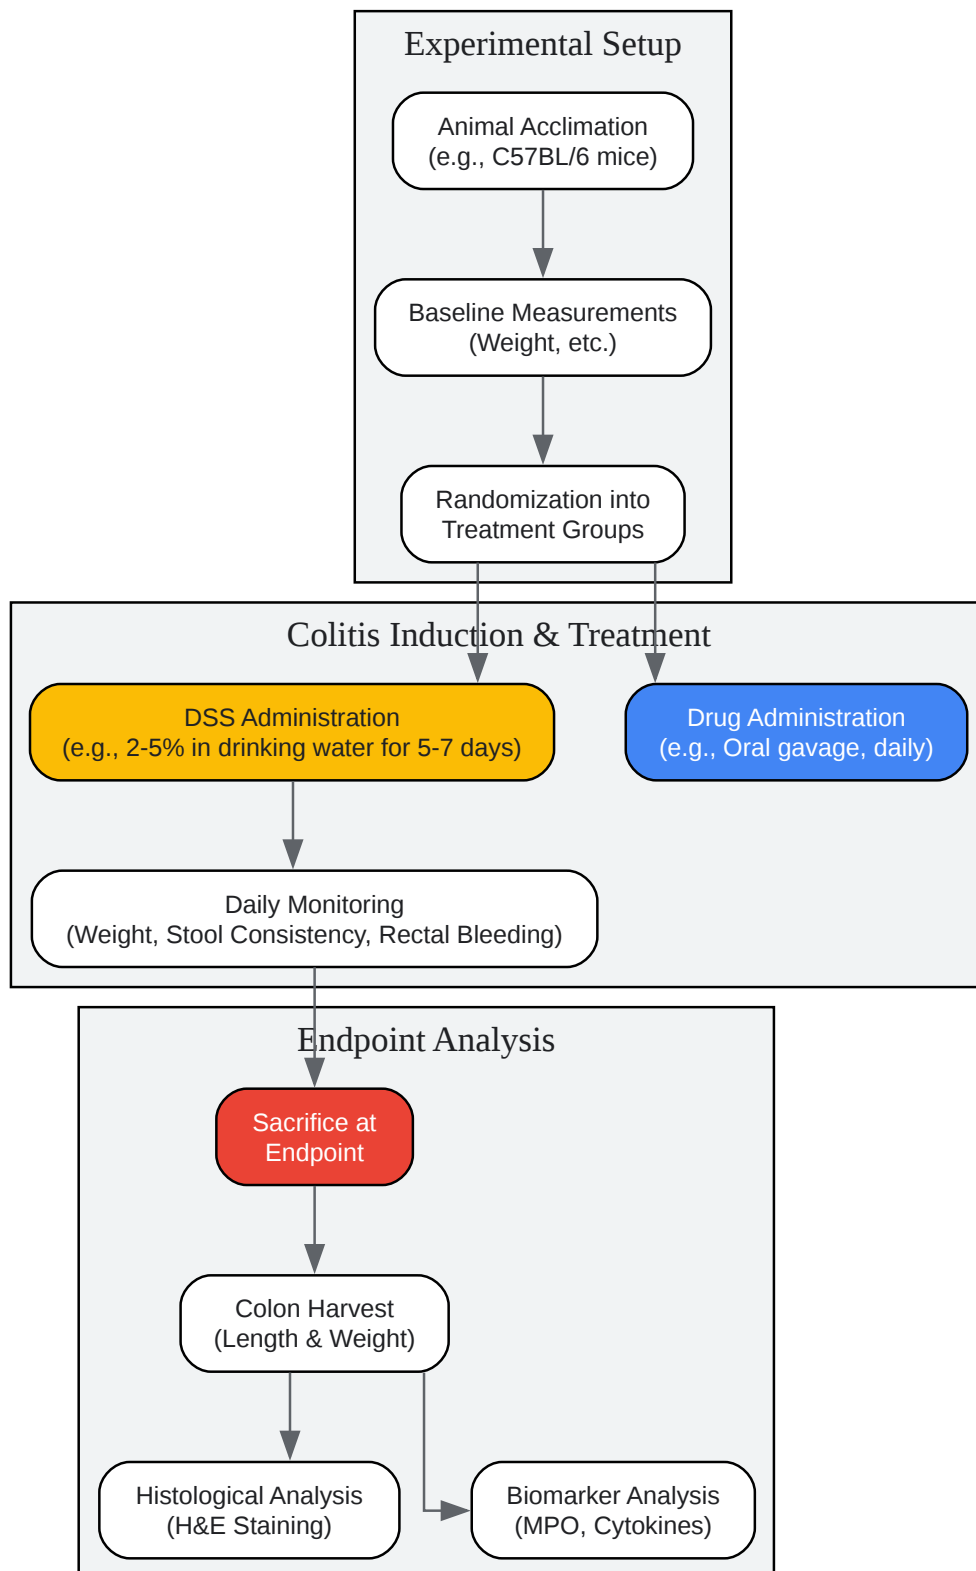 Experimental Setup
Animal Acclimation
(e.g., C57BL/6 mice)
Baseline Measurements
(Weight, etc.)
Randomization into
Treatment Groups
Colitis Induction & Treatment
DSS Administration
(e.g., 2-5% in drinking water for 5-7 days)
Drug Administration
(e.g., Oral gavage, daily)
Daily Monitoring
(Weight, Stool Consistency, Rectal Bleeding)
Endpoint Analysis
Sacrifice at
Endpoint
Colon Harvest
(Length & Weight)
Histological Analysis
(H&E Staining)
Biomarker Analysis
(MPO, Cytokines)